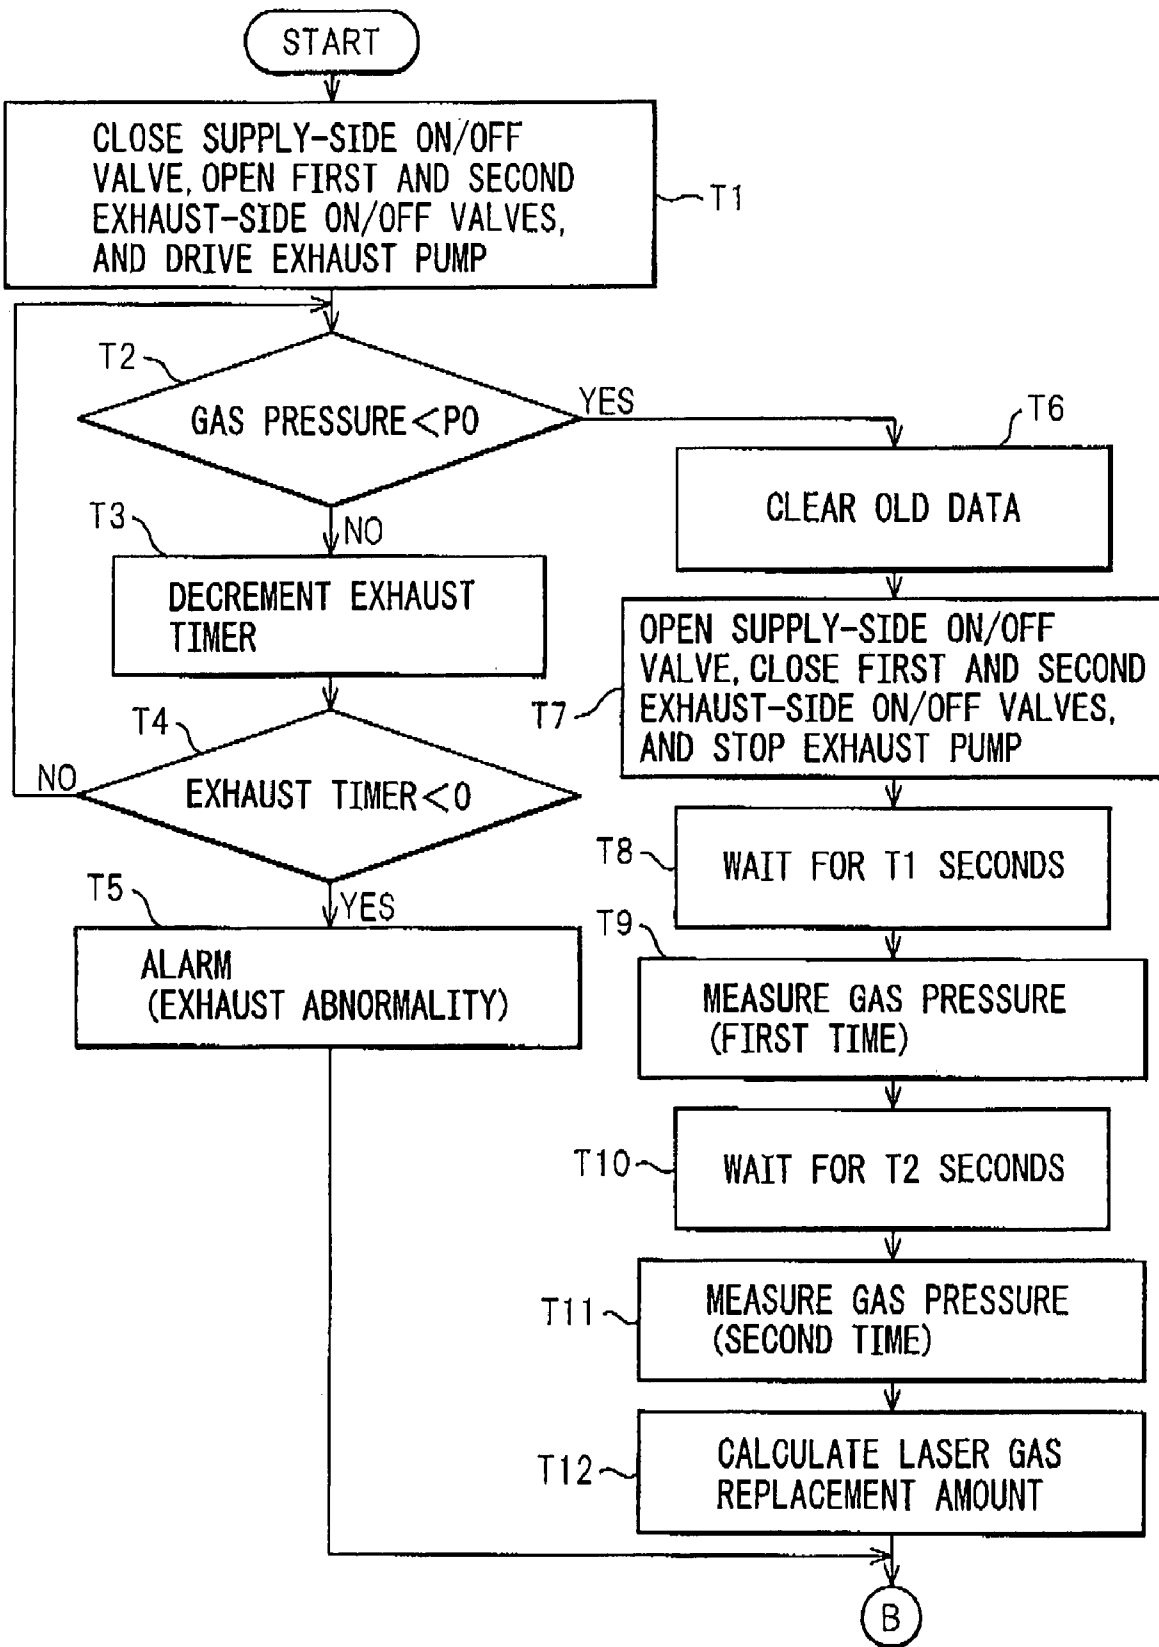 START
CLOSE SUPPLY-SIDE ON/OFF
VALVE, OPEN FIRST AND SECOND
EXHAUST-SIDE ON/OFF VALVES,
AND DRIVE EXHAUST PUMP
T1
T2
GAS PRESSURE<P0
YES
NO
T3
DECREMENT EXHAUST
TIMER
T4
EXHAUST TIMER<0
NO
YES
T5
ALARM
(EXHAUST ABNORMALITY)
T6
CLEAR OLD DATA
T7
OPEN SUPPLY-SIDE ON/OFF
VALVE, CLOSE FIRST AND SECOND
EXHAUST-SIDE ON/OFF VALVES,
AND STOP EXHAUST PUMP
T8
WAIT FOR T1 SECONDS
T9
MEASURE GAS PRESSURE
(FIRST TIME)
T10
WAIT FOR T2 SECONDS
T11
MEASURE GAS PRESSURE
(SECOND TIME)
T12
CALCULATE LASER GAS
REPLACEMENT AMOUNT
B